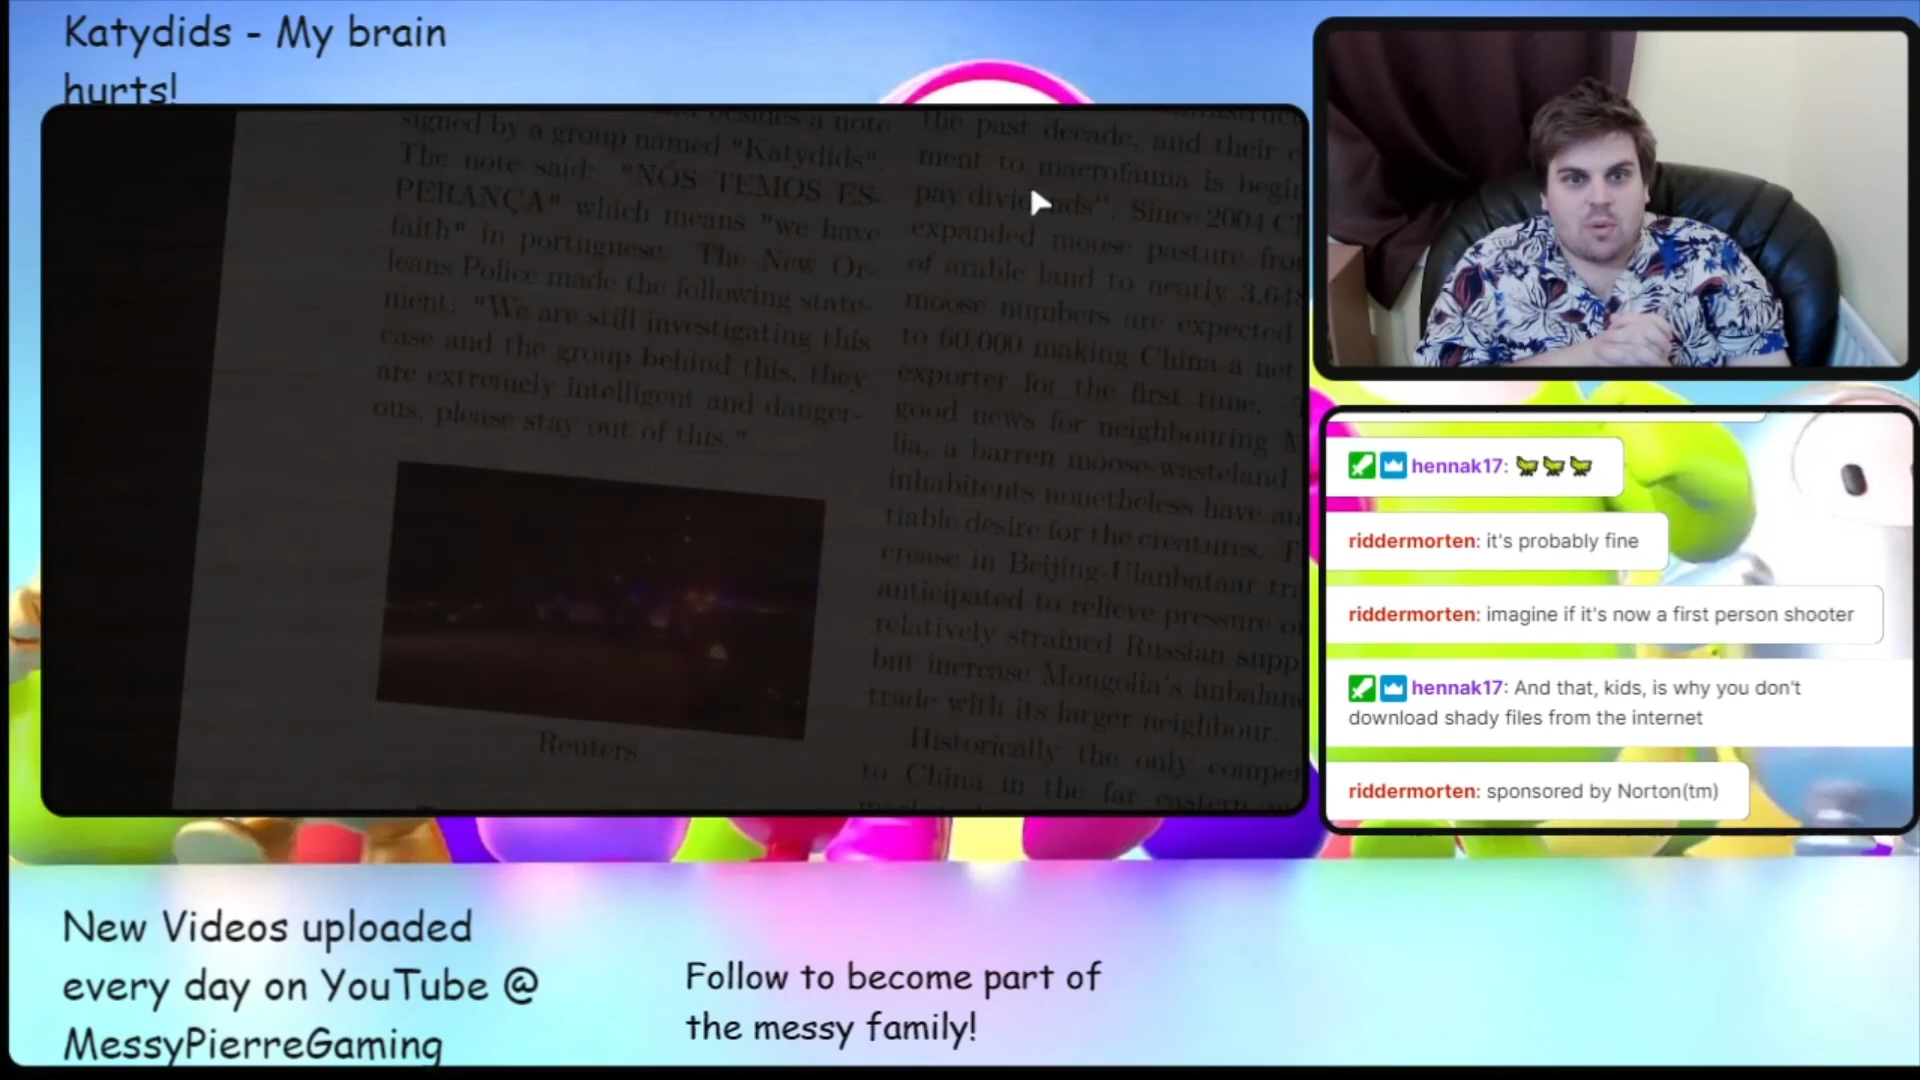 Katydids - My brain
hurts!
besides a note
signed by a group named "Katydids".
The note said: "NÓS TEMOS ES-
PERANÇA" which means "we have
faith" in portuguese. The New Or-
leans Police made the following state-
ment. "We are still investigating this
case and the group behind this, they
are extremely intelligent and danger-
ous, please stay out of this."
Reuters
the past decade, and their
ment to macrofauna is begin
pay dividends". Since 2004
expanded moose pasture
of arable land to nearly
moose numbers are expected
to 60,000 making China a net
exporter for the first time.
good news for neighbouring
lia, a barren moose-wasteland
inhabitents nonetheless have an
tiable desire for the creatures.
crease in Beijing-Ulanbataar
anticipated to relieve pressure
relatively strained Russian
but increase Mongolia's
trade with its larger neighbour.
Historically the only
to China in the far eastern
hennak17:
riddermorten: it's probably fine
riddermorten: imagine if it's now a first person shooter
hennak17: And that, kids, is why you don't
download shady files from the internet
riddermorten: sponsored by Norton(tm)
New Videos uploaded
every day on YouTube @
MessyPierreGaming
Follow to become part of
the messy family!